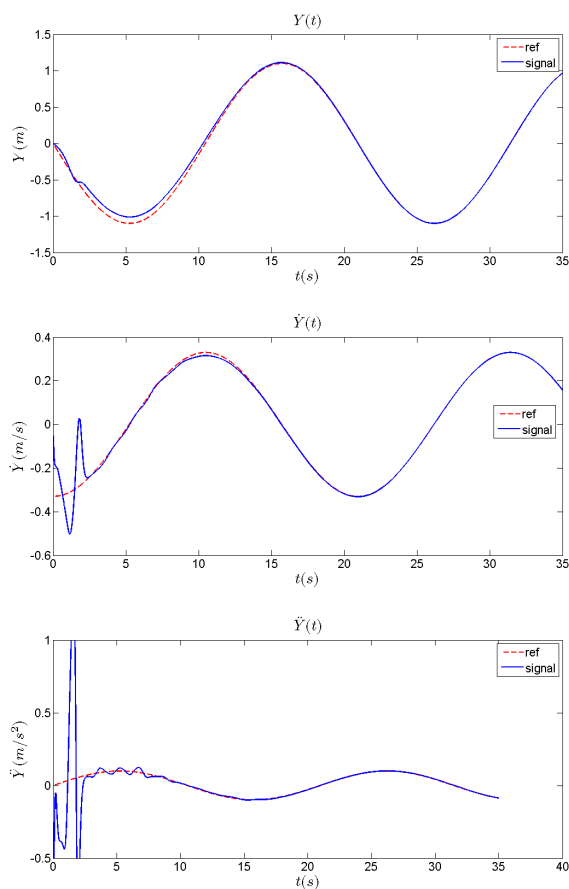 Y(t)
1.5
1
0.5
0
-0.5
-1
-1.5
Y (m)
ref
signal
0 5 10 15 20 25 30 35
t(s)
Ẏ(t)
0.4
0.2
0
-0.2
-0.4
-0.6
Ẏ (m/s)
ref
signal
0 5 10 15 20 25 30 35
t(s)
Ÿ(t)
1
0.5
0
-0.5
Ÿ (m/s²)
ref
signal
0 5 10 15 20 25 30 35 40
t(s)